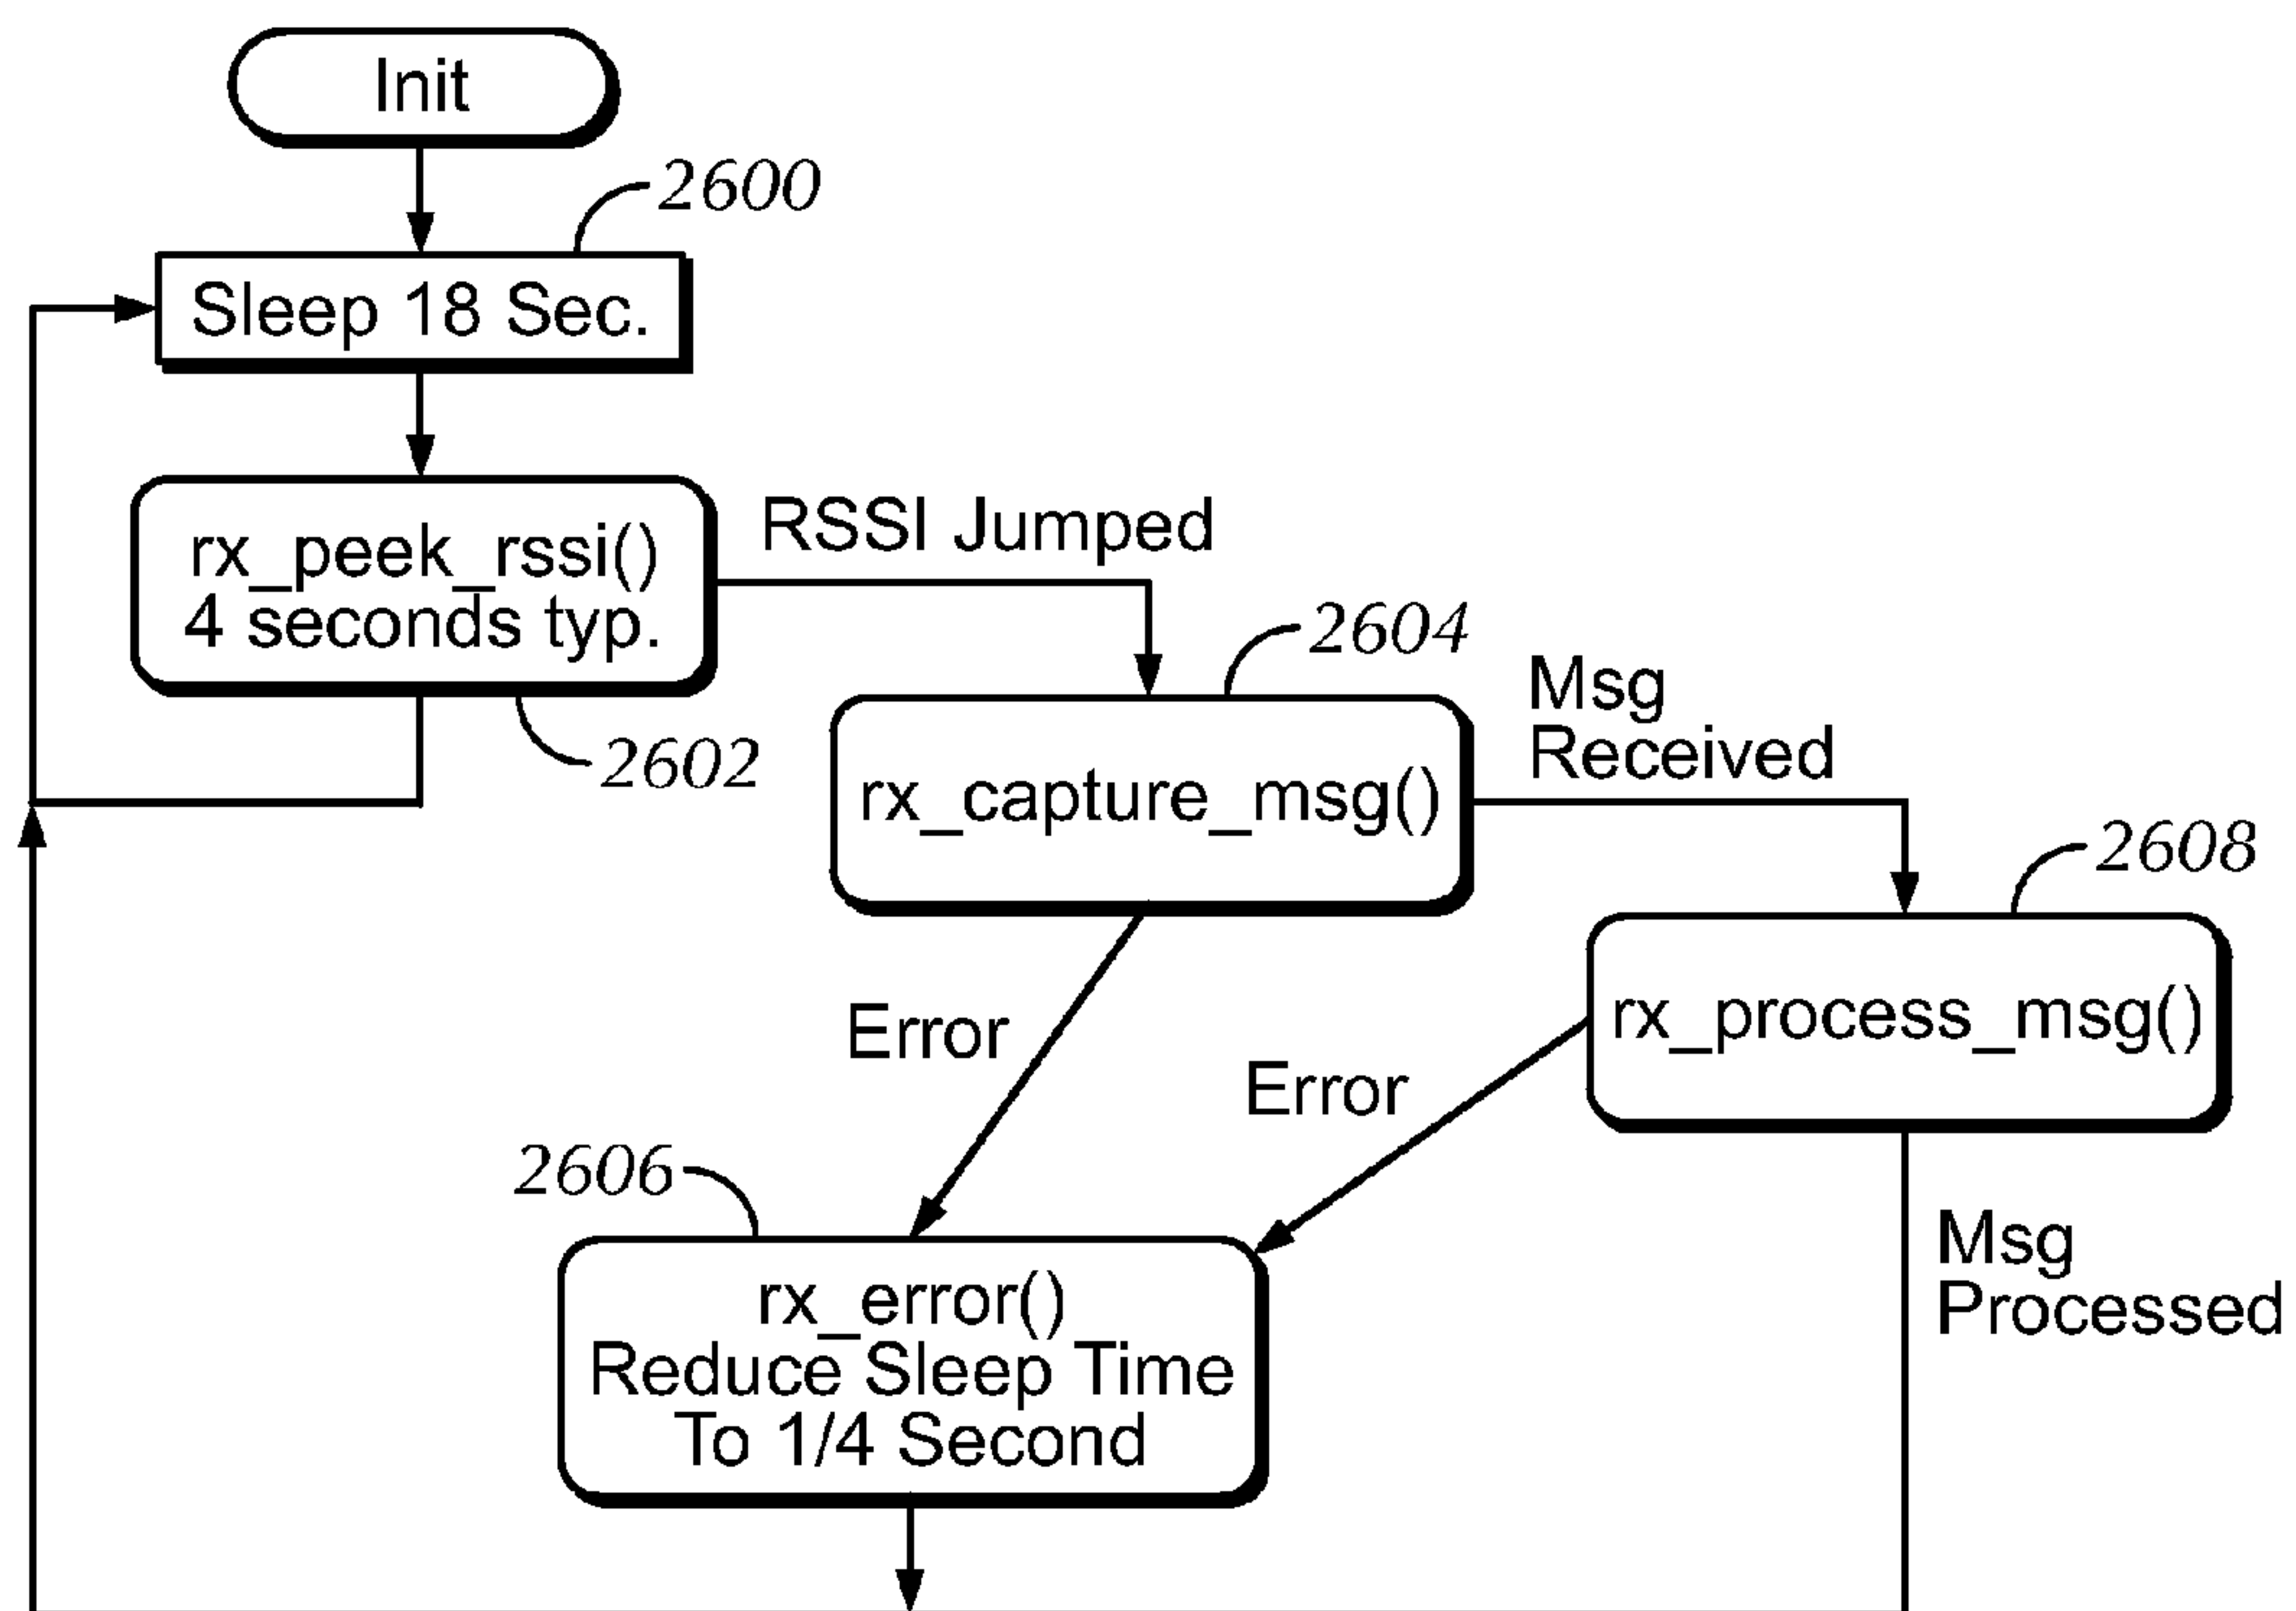 Init
2600
Sleep 18 Sec.
rx_peek_rssi()
4 seconds typ.
RSSI Jumped
2602
2604
rx_capture_msg()
Msg
Received
2608
rx_process_msg()
Error
Error
2606
rx_error()
Reduce Sleep Time
To 1/4 Second
Msg
Processed